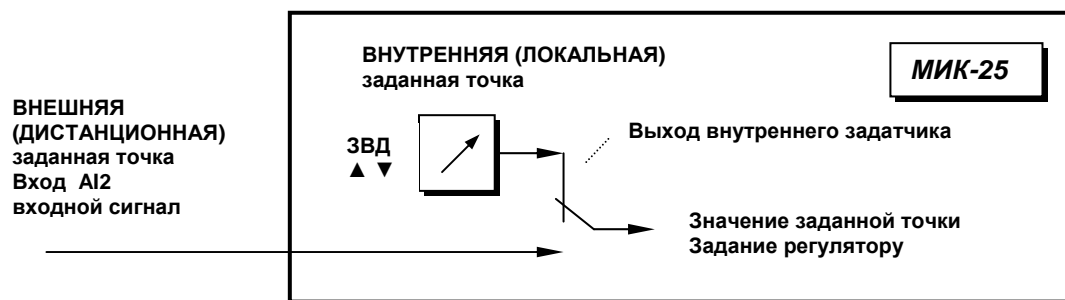 ВНУТРЕННЯЯ (ЛОКАЛЬНАЯ)
заданная точка
МИК-25
ВНЕШНЯЯ
(ДИСТАНЦИОННАЯ)
заданная точка
Вход AI2
входной сигнал
ЗВД
▲ ▼
Выход внутреннего задатчика
Значение заданной точки
Задание регулятору